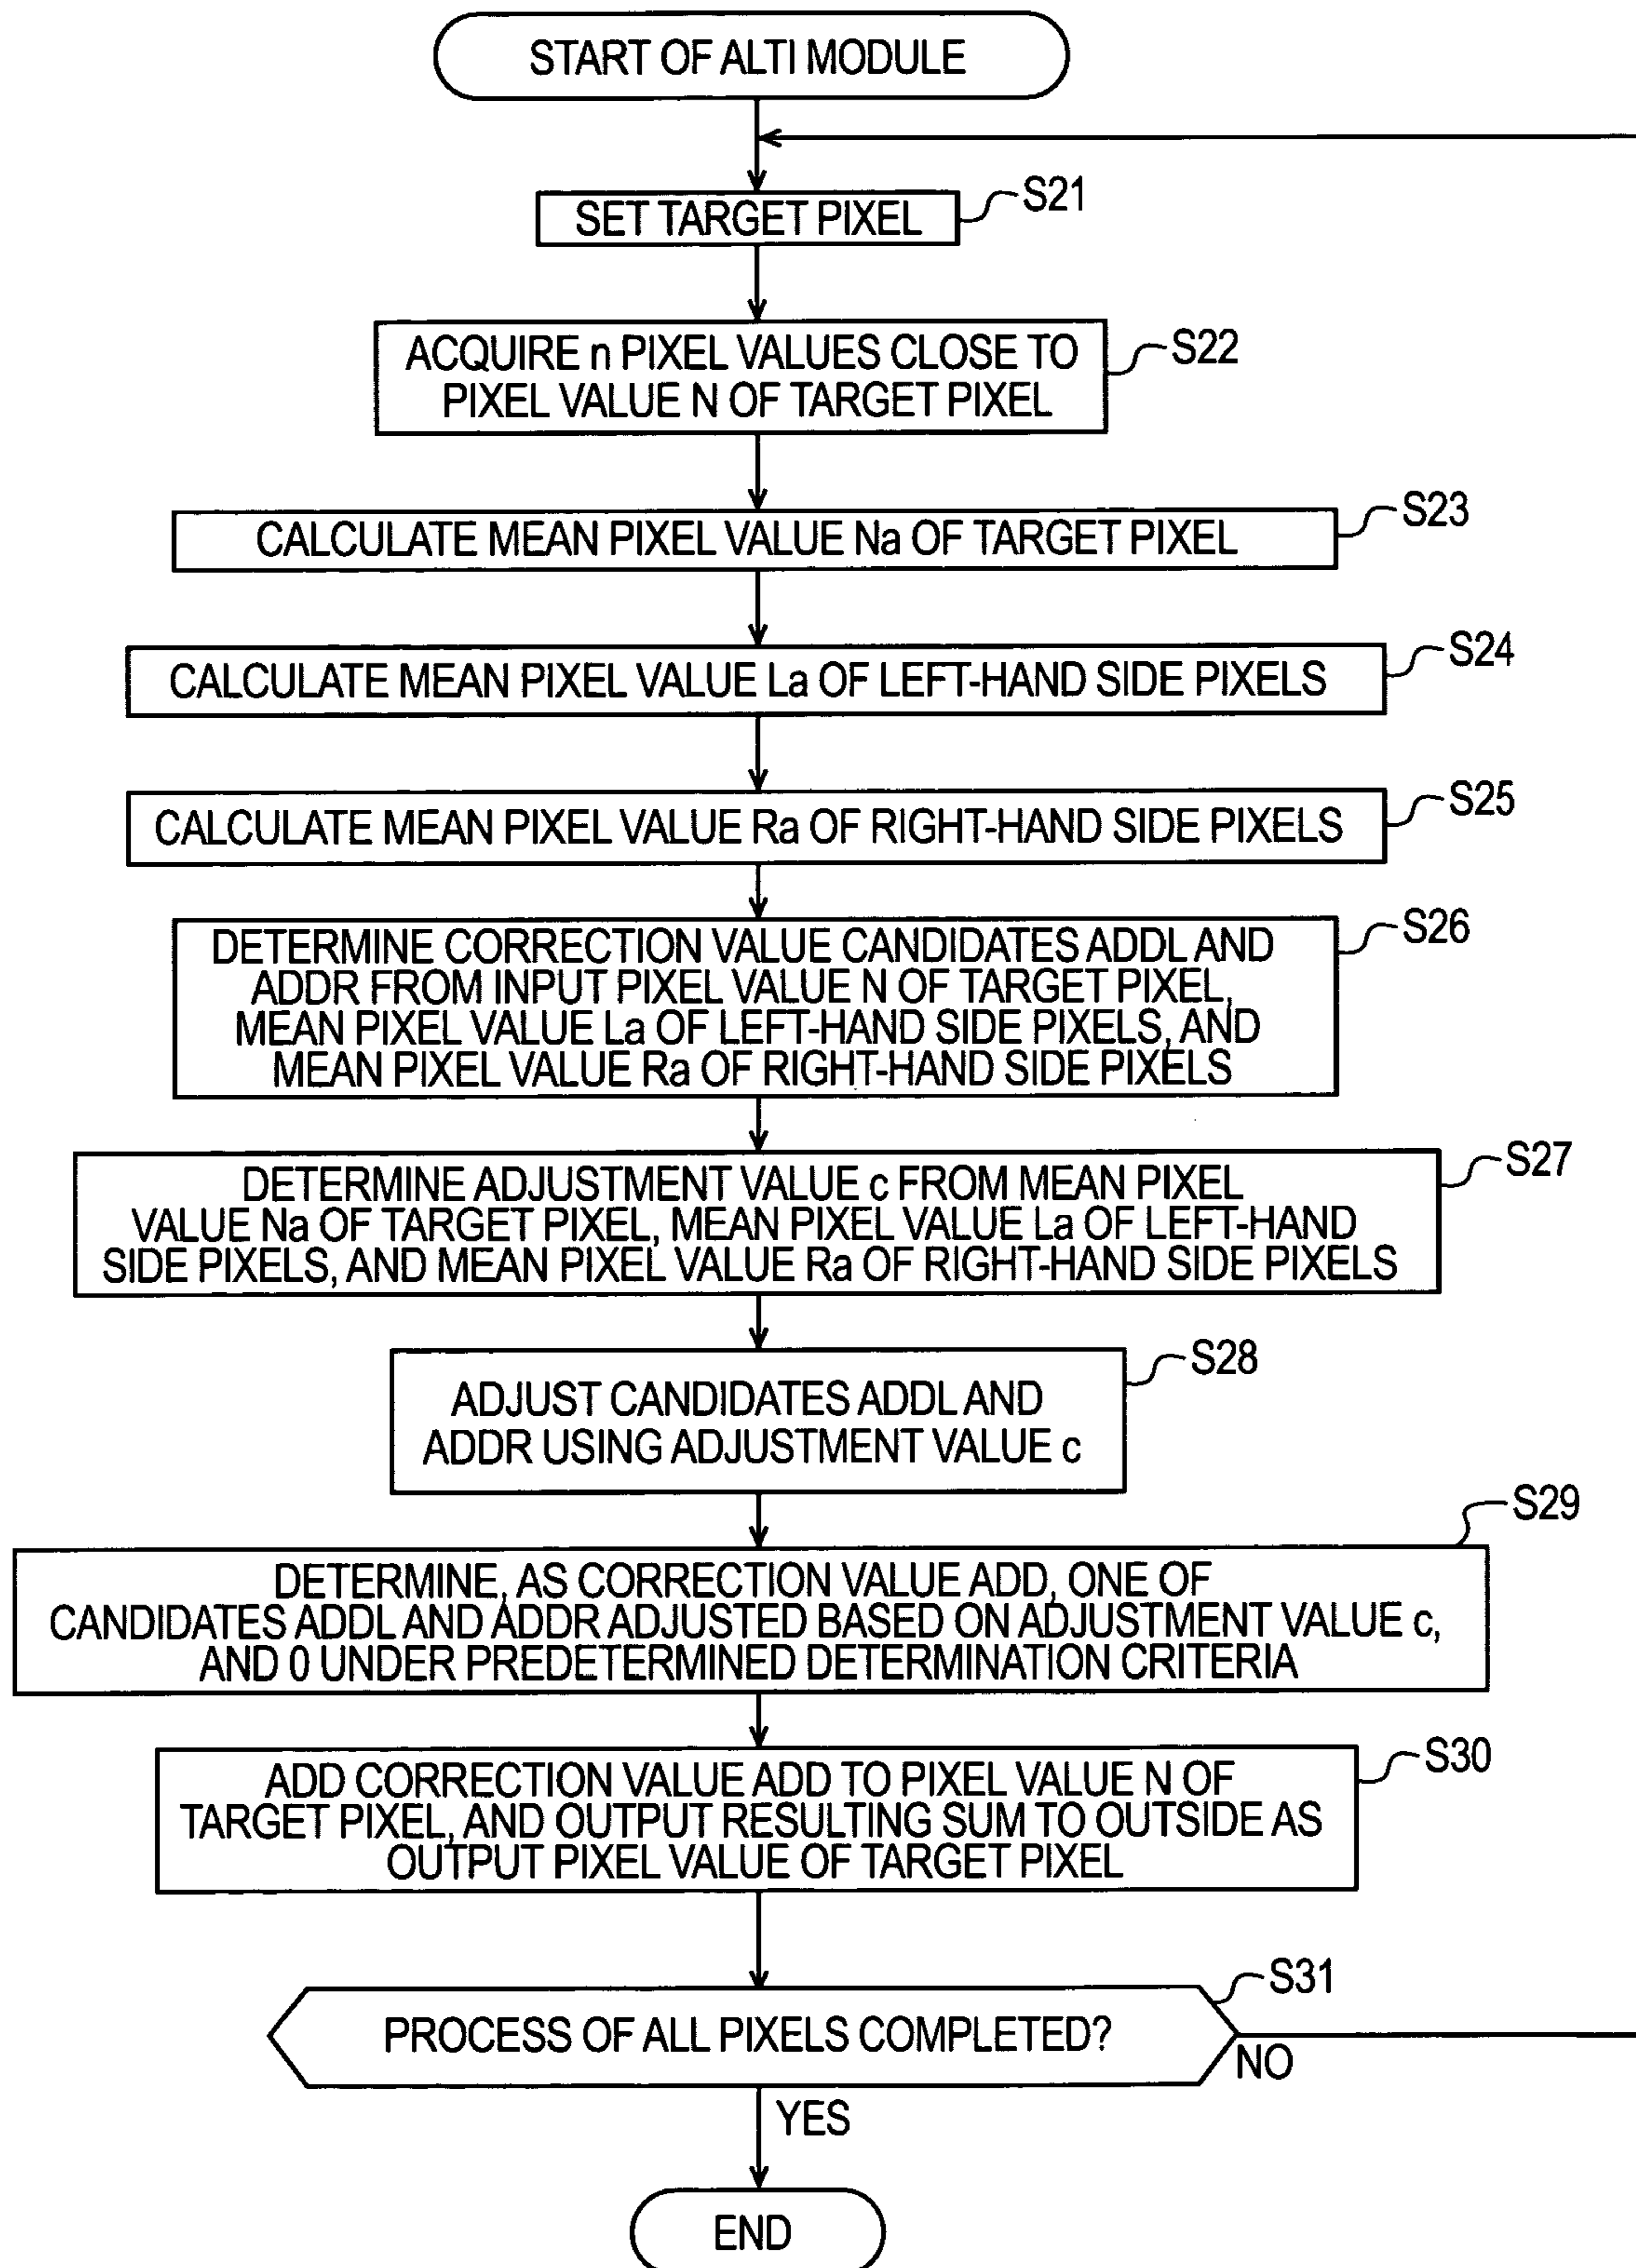 START OF ALTI MODULE
S21
SET TARGET PIXEL
S22
ACQUIRE n PIXEL VALUES CLOSE TO
PIXEL VALUE N OF TARGET PIXEL
S23
CALCULATE MEAN PIXEL VALUE Na OF TARGET PIXEL
S24
CALCULATE MEAN PIXEL VALUE La OF LEFT-HAND SIDE PIXELS
S25
CALCULATE MEAN PIXEL VALUE Ra OF RIGHT-HAND SIDE PIXELS
S26
DETERMINE CORRECTION VALUE CANDIDATES ADDL AND
ADDR FROM INPUT PIXEL VALUE N OF TARGET PIXEL,
MEAN PIXEL VALUE La OF LEFT-HAND SIDE PIXELS, AND
MEAN PIXEL VALUE Ra OF RIGHT-HAND SIDE PIXELS
S27
DETERMINE ADJUSTMENT VALUE c FROM MEAN PIXEL
VALUE Na OF TARGET PIXEL, MEAN PIXEL VALUE La OF LEFT-HAND
SIDE PIXELS, AND MEAN PIXEL VALUE Ra OF RIGHT-HAND SIDE PIXELS
S28
ADJUST CANDIDATES ADDL AND
ADDR USING ADJUSTMENT VALUE c
S29
DETERMINE, AS CORRECTION VALUE ADD, ONE OF
CANDIDATES ADDL AND ADDR ADJUSTED BASED ON ADJUSTMENT VALUE c,
AND 0 UNDER PREDETERMINED DETERMINATION CRITERIA
S30
ADD CORRECTION VALUE ADD TO PIXEL VALUE N OF
TARGET PIXEL, AND OUTPUT RESULTING SUM TO OUTSIDE AS
OUTPUT PIXEL VALUE OF TARGET PIXEL
S31
PROCESS OF ALL PIXELS COMPLETED?
NO
YES
END